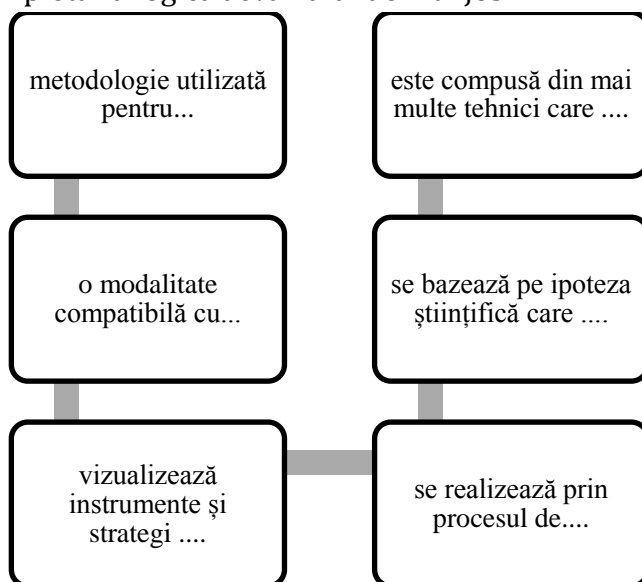 metodologie utilizată
pentru...
o modalitate
compatibilă cu...
vizualizează
instrumente și
strategi ....
se realizează prin
procesul de....
se bazează pe ipoteza
științifică care ....
este compusă din mai
multe tehnici care ....